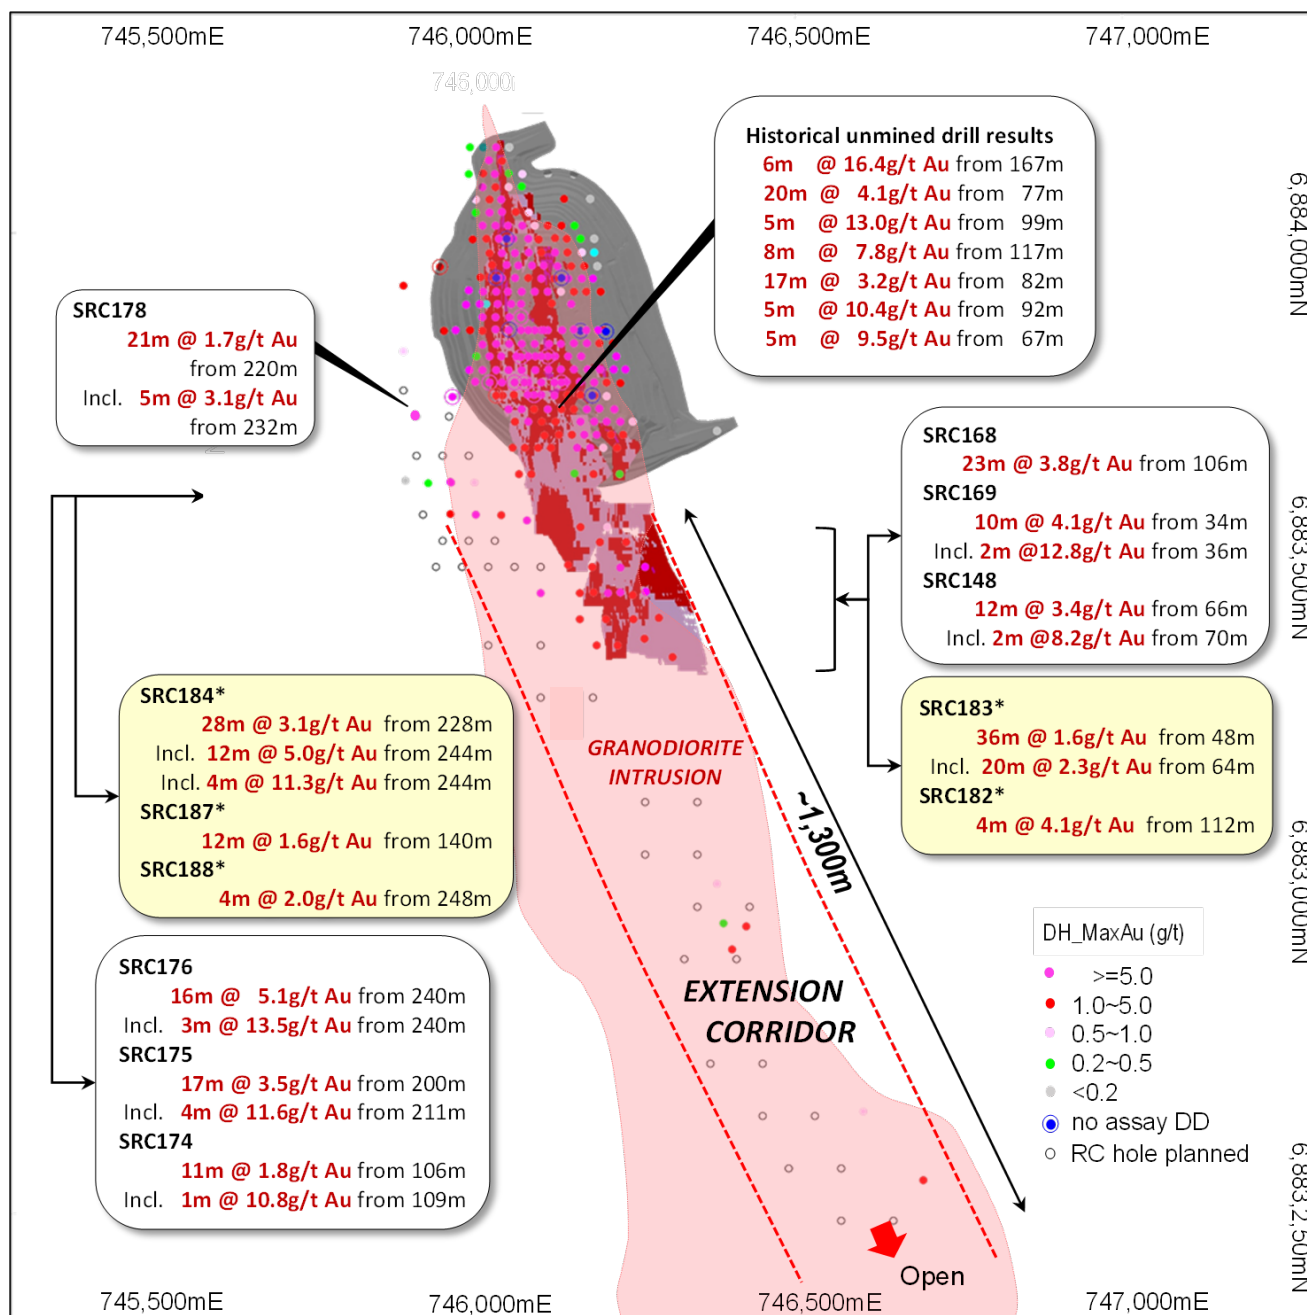 745,500mE 746,000mE 746,500mE 747,000mE
746,000
Historical unmined drill results
6m @ 16.4g/t Au from 167m
20m @ 4.1g/t Au from 77m
5m @ 13.0g/t Au from 99m
8m @ 7.8g/t Au from 117m
17m @ 3.2g/t Au from 82m
5m @ 10.4g/t Au from 92m
5m @ 9.5g/t Au from 67m
6,884,000mN
SRC178
21m @ 1.7g/t Au
from 220m
Incl. 5m @ 3.1g/t Au
from 232m
SRC168
23m @ 3.8g/t Au from 106m
SRC169
10m @ 4.1g/t Au from 34m
Incl. 2m @12.8g/t Au from 36m
SRC148
12m @ 3.4g/t Au from 66m
Incl. 2m @8.2g/t Au from 70m
6,883,500mN
SRC184*
28m @ 3.1g/t Au from 228m
Incl. 12m @ 5.0g/t Au from 244m
Incl. 4m @ 11.3g/t Au from 244m
SRC187*
12m @ 1.6g/t Au from 140m
SRC188*
4m @ 2.0g/t Au from 248m
GRANODIORITE
INTRUSION
SRC183*
36m @ 1.6g/t Au from 48m
Incl. 20m @ 2.3g/t Au from 64m
SRC182*
4m @ 4.1g/t Au from 112m
~1,300m
6,883,000mN
SRC176
16m @ 5.1g/t Au from 240m
Incl. 3m @ 13.5g/t Au from 240m
SRC175
17m @ 3.5g/t Au from 200m
Incl. 4m @ 11.6g/t Au from 211m
SRC174
11m @ 1.8g/t Au from 106m
Incl. 1m @ 10.8g/t Au from 109m
EXTENSION
CORRIDOR
DH_MaxAu (g/t)
>=5.0
1.0~5.0
0.5~1.0
0.2~0.5
<0.2
no assay DD
RC hole planned
6,883,2,50mN
Open
745,500mE 746,000mE 746,500mE 747,000mE